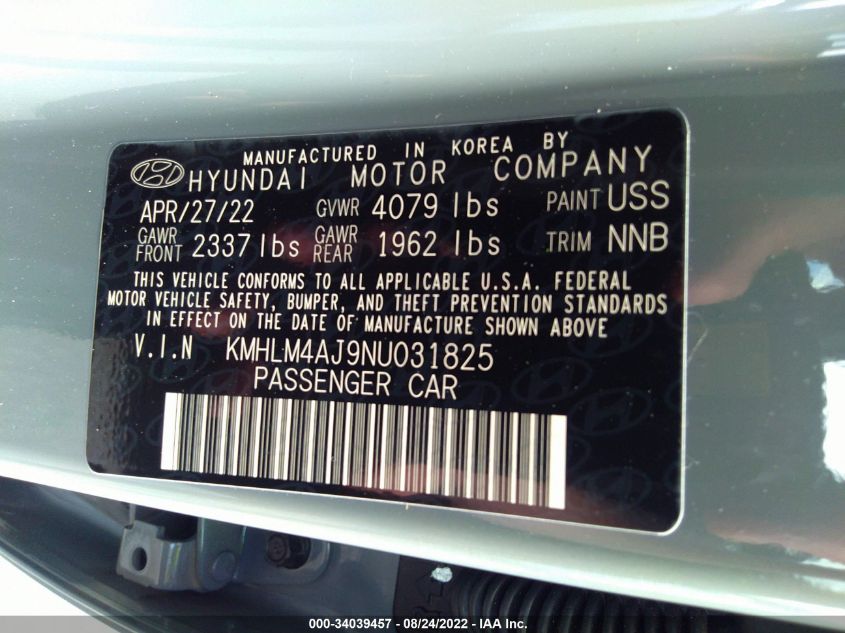 MANUFACTURED IN KOREA BY
HYUNDAI MOTOR COMPANY
APR/27/22 GVWR 4079 lbs PAINT USS
GAWR FRONT 2337 lbs GAWR REAR 1962 lbs TRIM NNB
THIS VEHICLE CONFORMS TO ALL APPLICABLE U.S.A. FEDERAL
MOTOR VEHICLE SAFETY, BUMPER, AND THEFT PREVENTION STANDARDS
IN EFFECT ON THE DATE OF MANUFACTURE SHOWN ABOVE
V.I.N KMHLM4AJ9NU031825
PASSENGER CAR
000-34039457 - 08/24/2022 - IAA Inc.